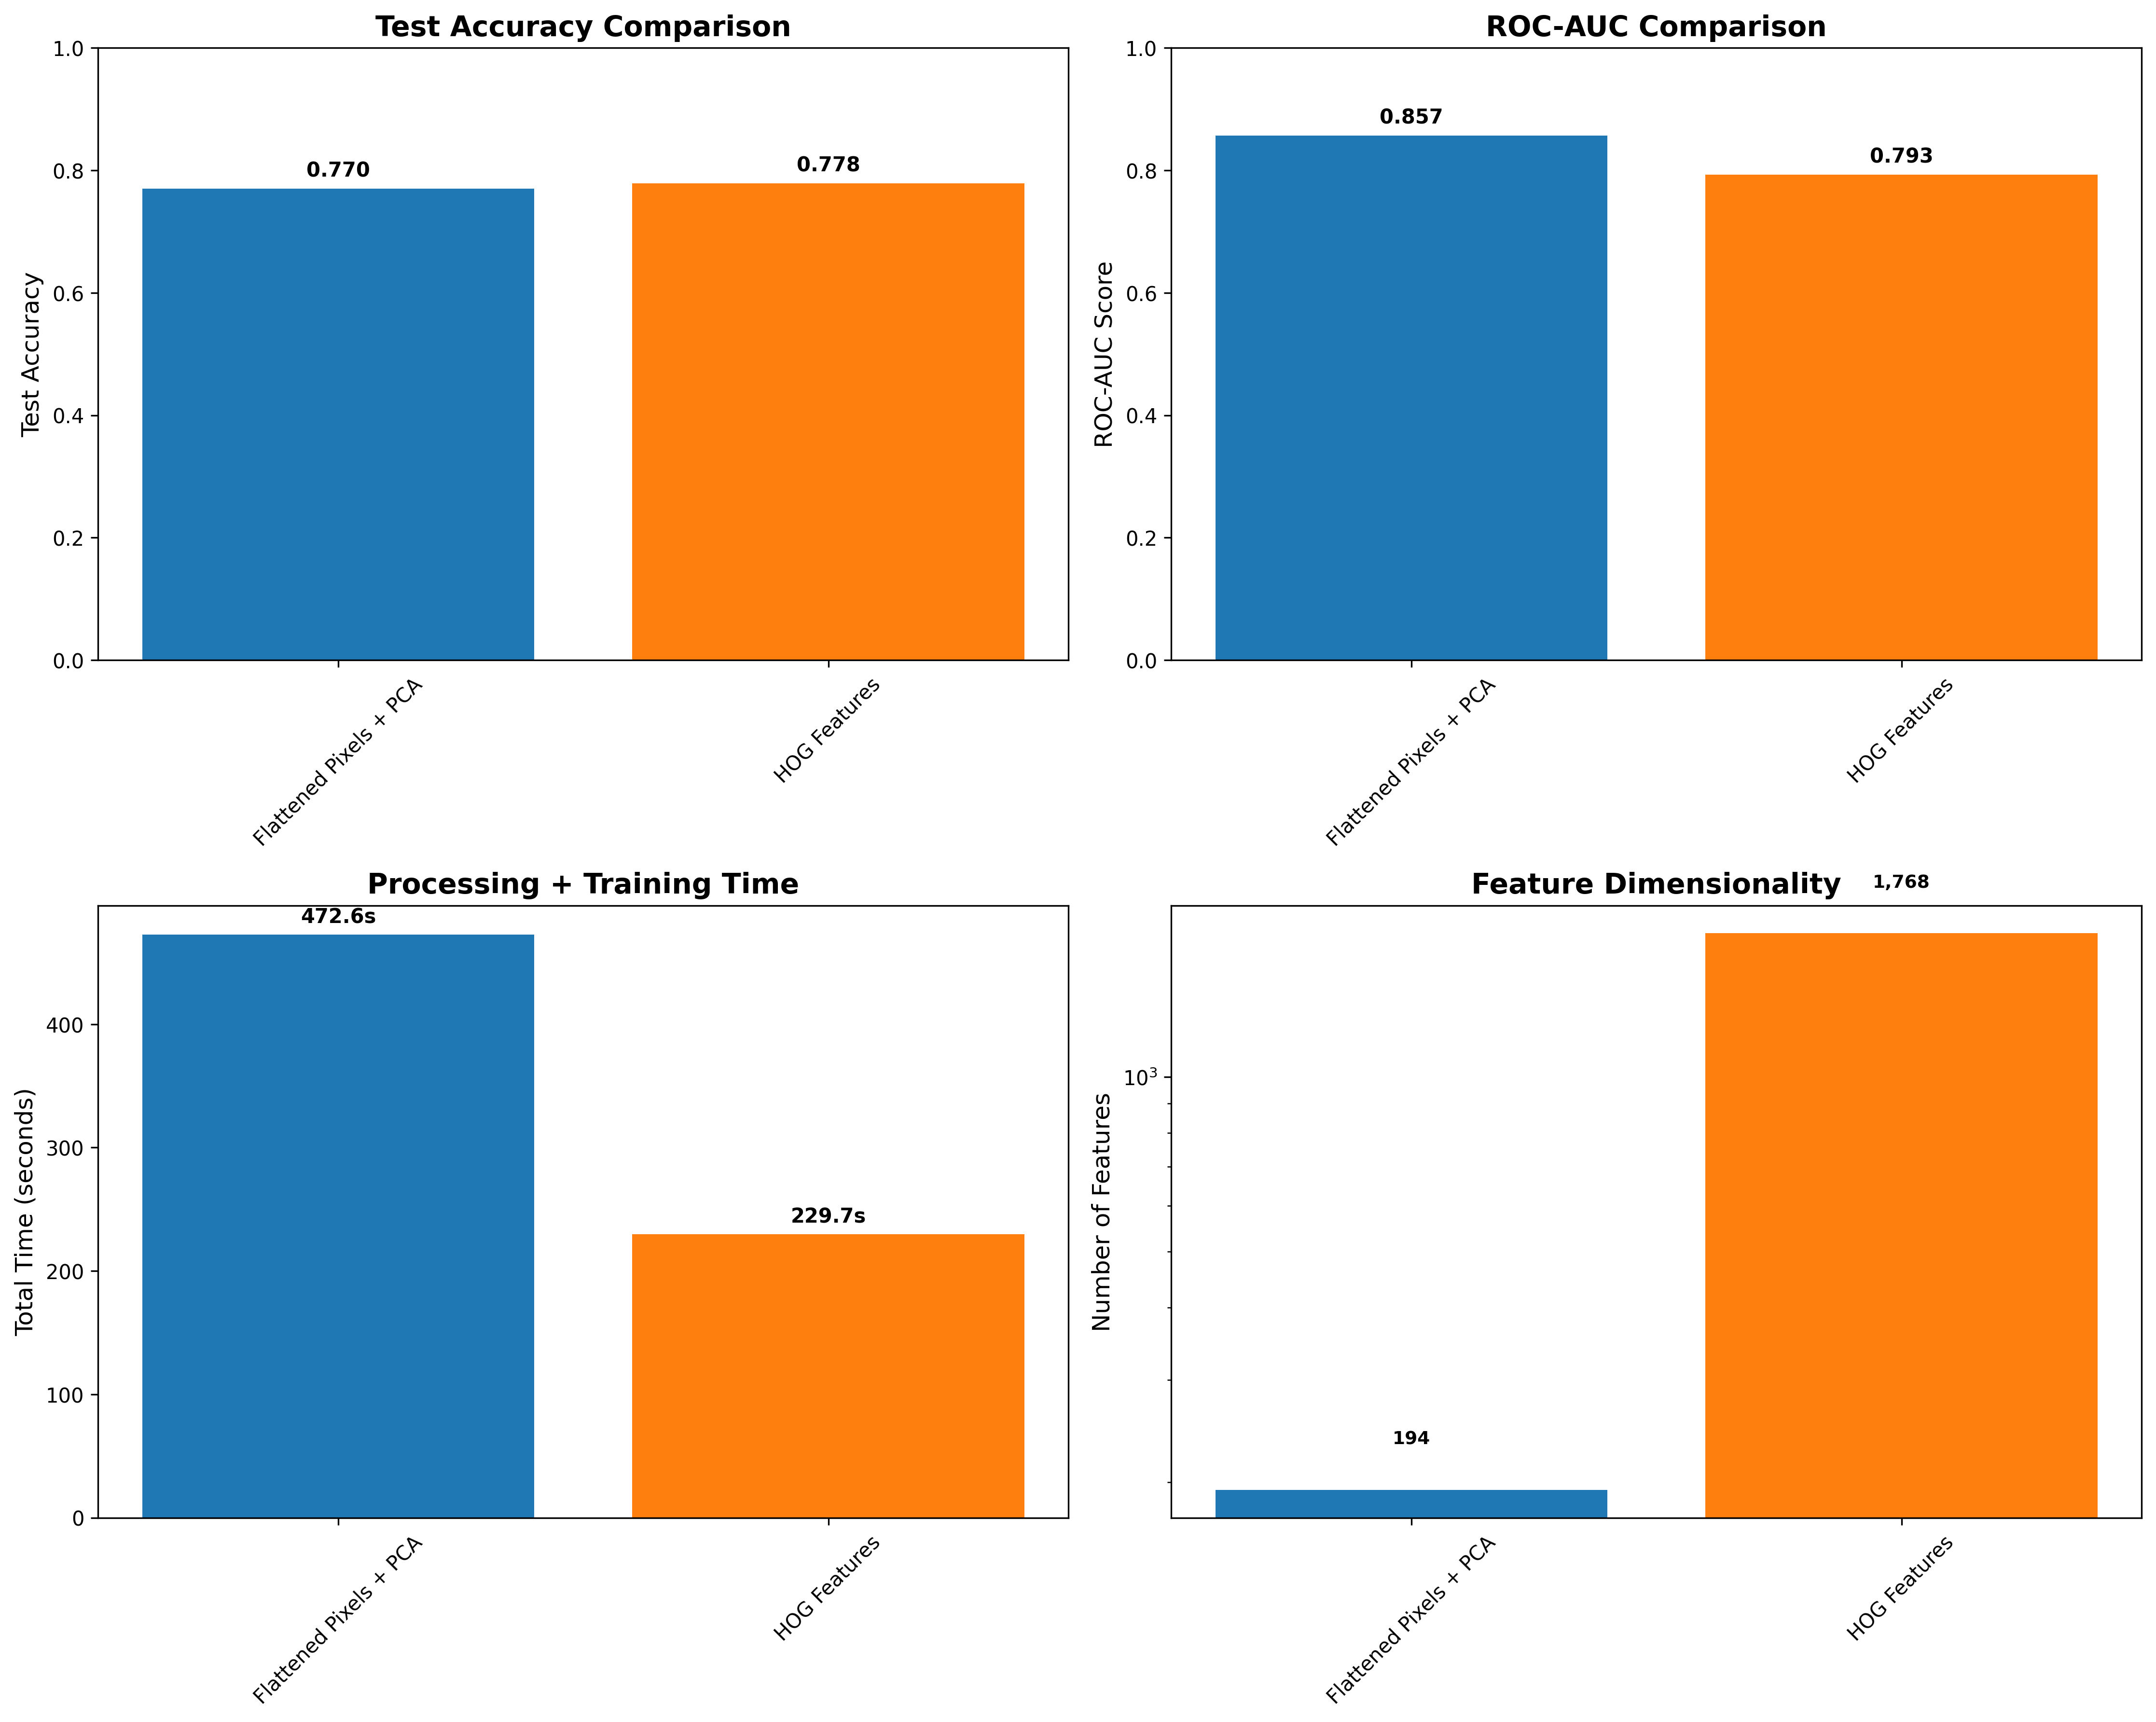 Test Accuracy Comparison
1.0
0.8
0.6
0.4
0.2
0.0
Test Accuracy
0.770
0.778
Flattened Pixels + PCA
HOG Features
ROC-AUC Comparison
1.0
0.8
0.6
0.4
0.2
0.0
ROC-AUC Score
0.857
0.793
Flattened Pixels + PCA
HOG Features
Processing + Training Time
400
300
200
100
0
Total Time (seconds)
472.6s
229.7s
Flattened Pixels + PCA
HOG Features
Feature Dimensionality
1,768
10³
Number of Features
194
Flattened Pixels + PCA
HOG Features